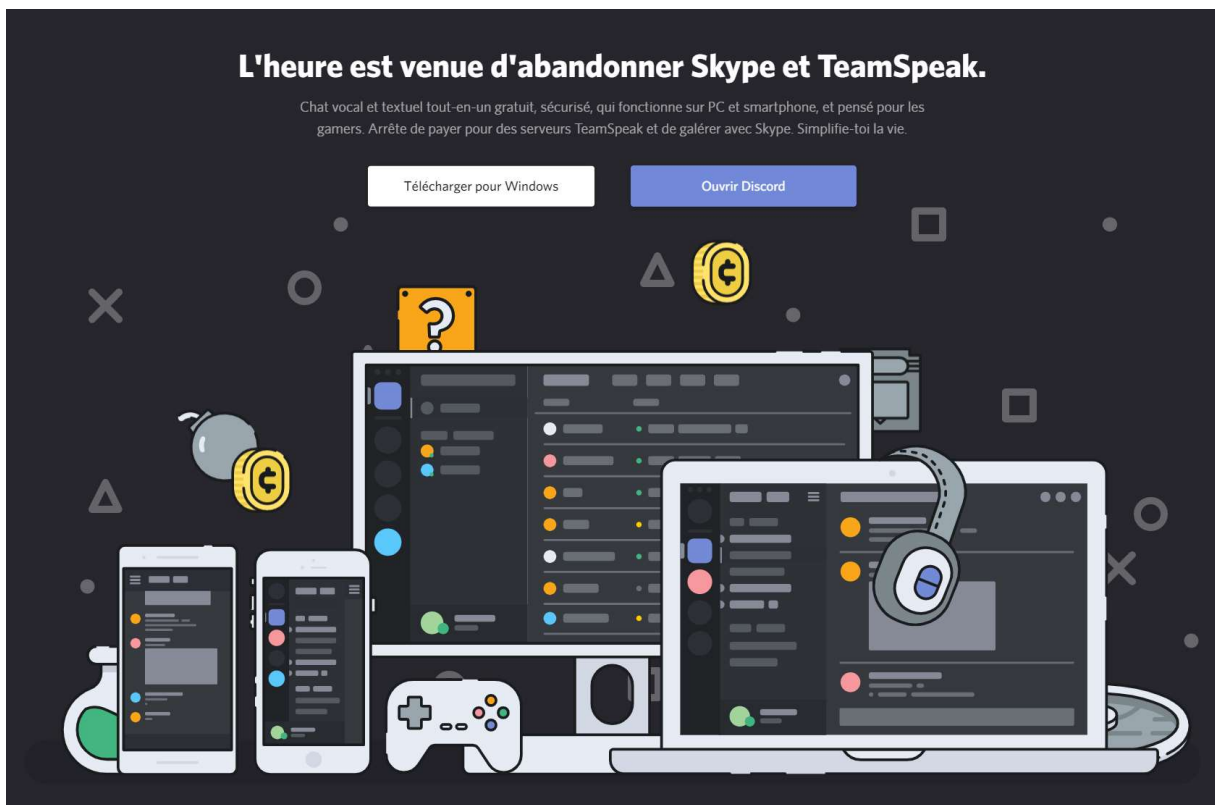 L'heure est venue d'abandonner Skype et TeamSpeak.
Chat vocal et textuel tout-en-un gratuit, sécurisé, qui fonctionne sur PC et smartphone, et pensé pour les
gamers. Arrête de payer pour des serveurs TeamSpeak et de galérer avec Skype. Simplifie-toi la vie.
Télécharger pour Windows
Ouvrir Discord